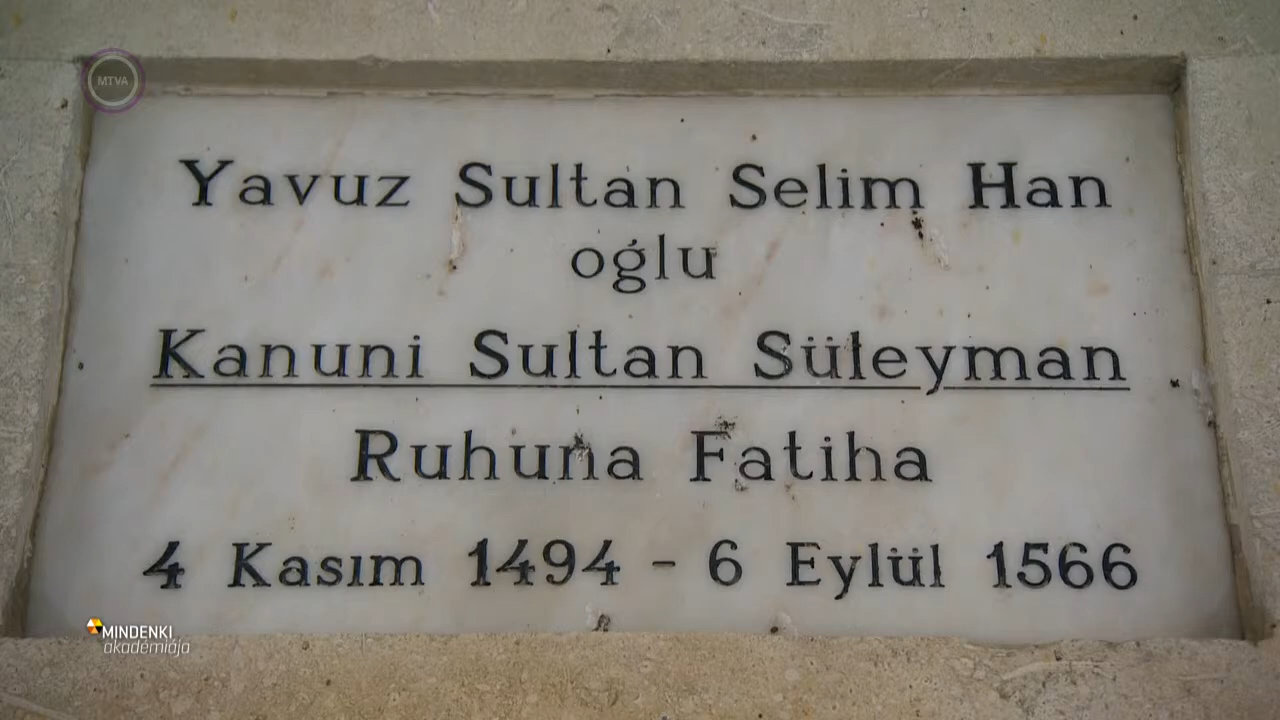 MTVA
Yavuz Sultan Selim Han
oğlu
Kanuni Sultan Süleyman
Ruhuna Fatiha
4 Kasım 1494 - 6 Eylül 1566
MINDENKI
akadémiája